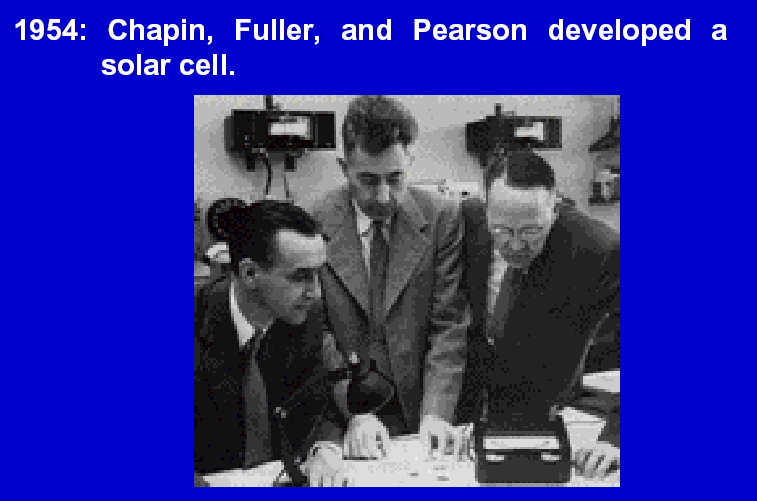 1954: Chapin, Fuller, and Pearson developed a
solar cell.